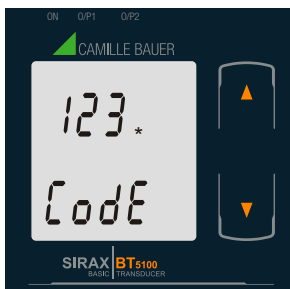 ON O/P1 O/P2
CAMILLE BAUER
123.*
CodE
SIRAX BT5100
BASIC TRANSDUCER